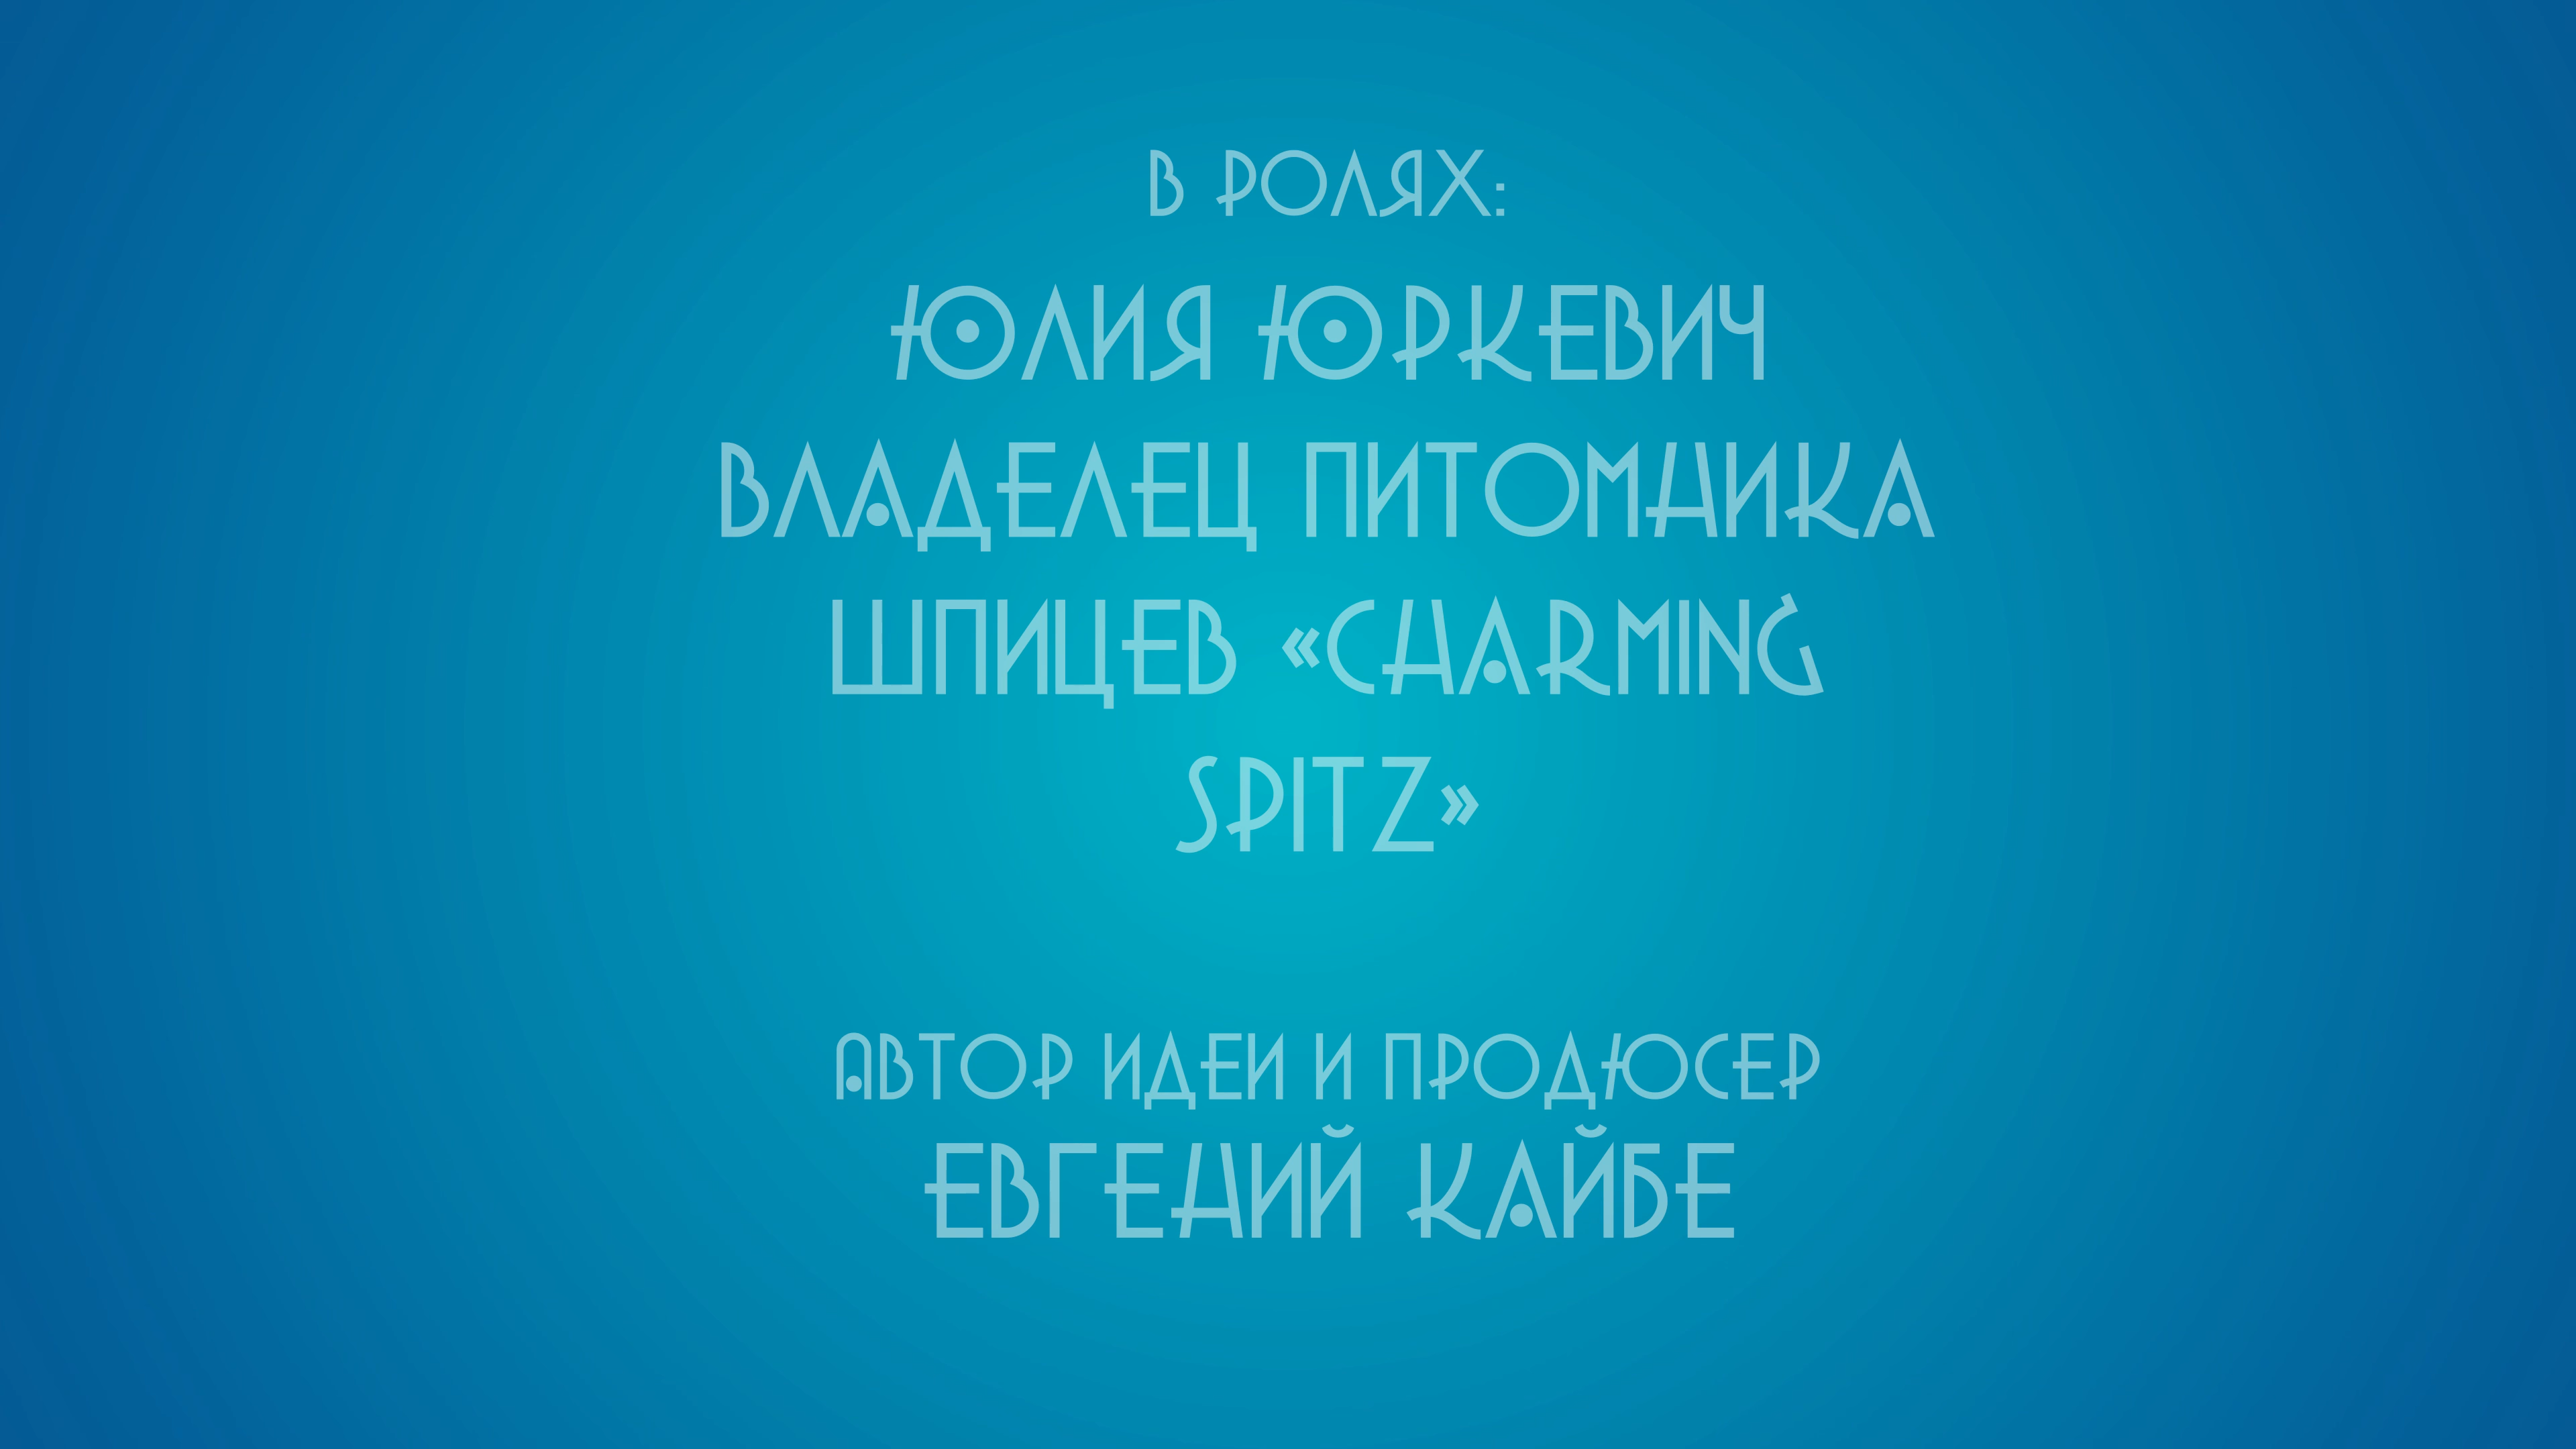 В РОЛЯХ:
ЮЛИЯ ЮРКЕВИЧ
ВЛАДЕЛЕЦ ПИТОМНИКА
ШПИЦЕВ «CHARMING
SPITZ»
АВТОР ИДЕИ И ПРОДЮСЕР
ЕВГЕНИЙ КАЙБЕ